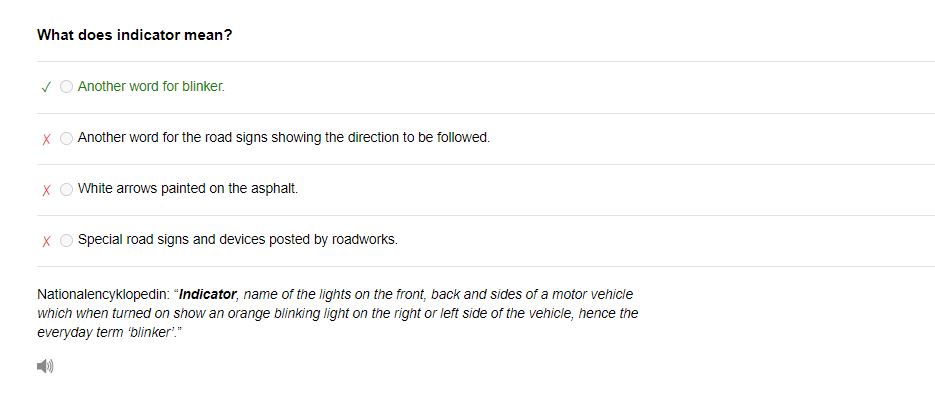 What does indicator mean?
✓ Another word for blinker.
X Another word for the road signs showing the direction to be followed.
X White arrows painted on the asphalt.
X Special road signs and devices posted by roadworks.
Nationalencyklopedin: “Indicator, name of the lights on the front, back and sides of a motor vehicle
which when turned on show an orange blinking light on the right or left side of the vehicle, hence the
everyday term ‘blinker’.”